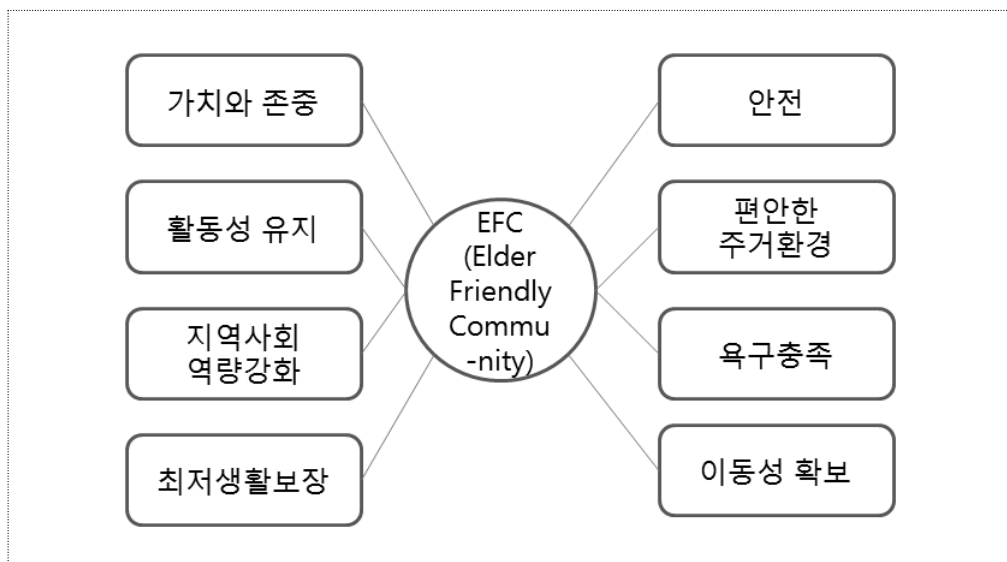 가치와 존중
활동성 유지
지역사회
역량강화
최저생활보장
EFC
(Elder
Friendly
Commu
-nity)
안전
편안한
주거환경
욕구충족
이동성 확보